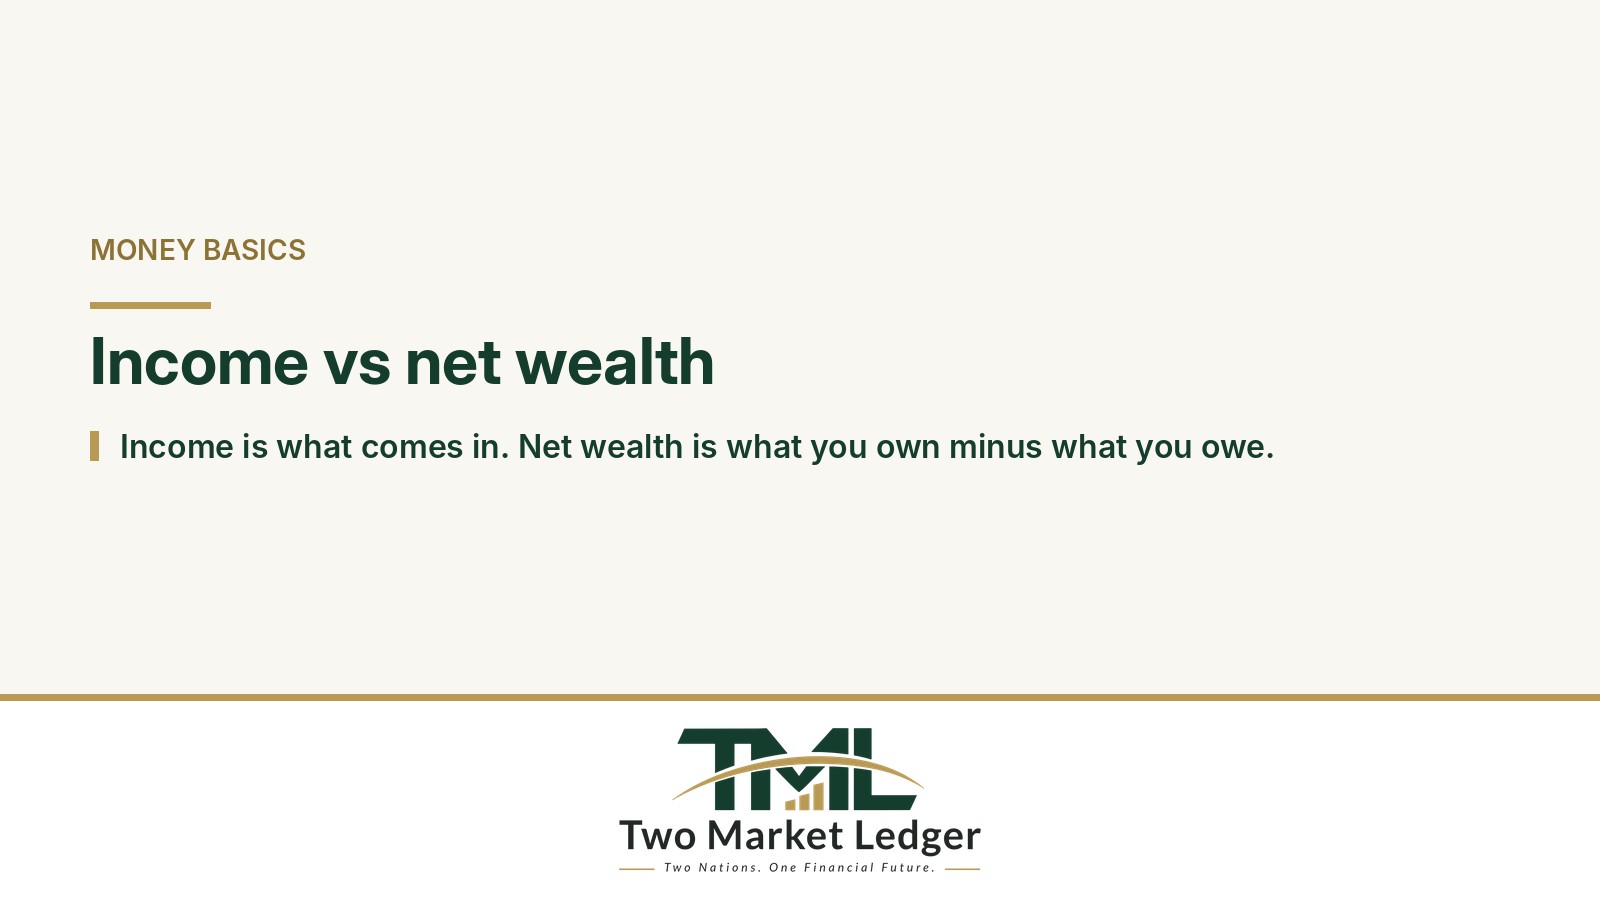 MONEY BASICS
Income vs net wealth
Income is what comes in. Net wealth is what you own minus what you owe.
TML
Two Market Ledger
Two Nations. One Financial Future.